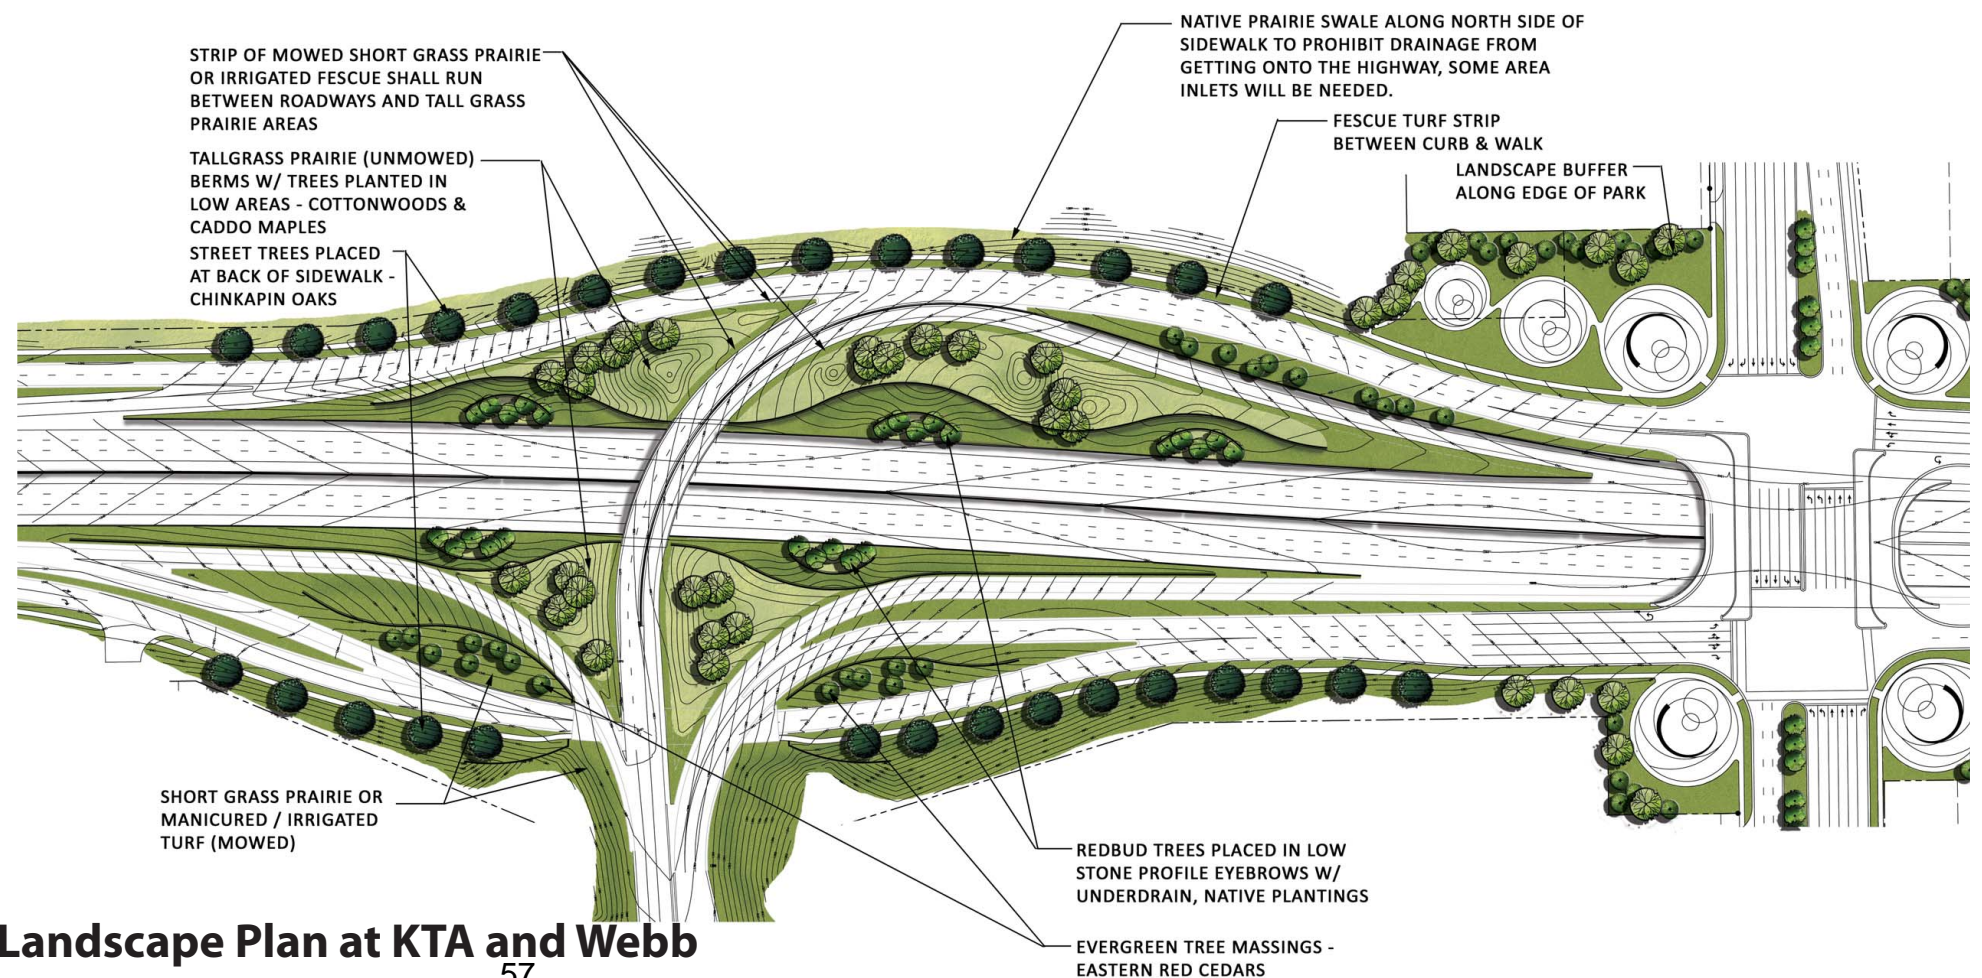 STRIP OF MOWED SHORT GRASS PRAIRIE
OR IRRIGATED FESCUE SHALL RUN
BETWEEN ROADWAYS AND TALL GRASS
PRAIRIE AREAS
TALLGRASS PRAIRIE (UNMOWED)
BERMS W/ TREES PLANTED IN
LOW AREAS - COTTONWOODS &
CADDO MAPLES
STREET TREES PLACED
AT BACK OF SIDEWALK -
CHINKAPIN OAKS
NATIVE PRAIRIE SWALE ALONG NORTH SIDE OF
SIDEWALK TO PROHIBIT DRAINAGE FROM
GETTING ONTO THE HIGHWAY, SOME AREA
INLETS WILL BE NEEDED.
FESCUE TURF STRIP
BETWEEN CURB & WALK
LANDSCAPE BUFFER
ALONG EDGE OF PARK
SHORT GRASS PRAIRIE OR
MANICURED / IRRIGATED
TURF (MOWED)
REDBUD TREES PLACED IN LOW
STONE PROFILE EYEBROWS W/
UNDERDRAIN, NATIVE PLANTINGS
EVERGREEN TREE MASSINGS -
EASTERN RED CEDARS
Landscape Plan at KTA and Webb
57